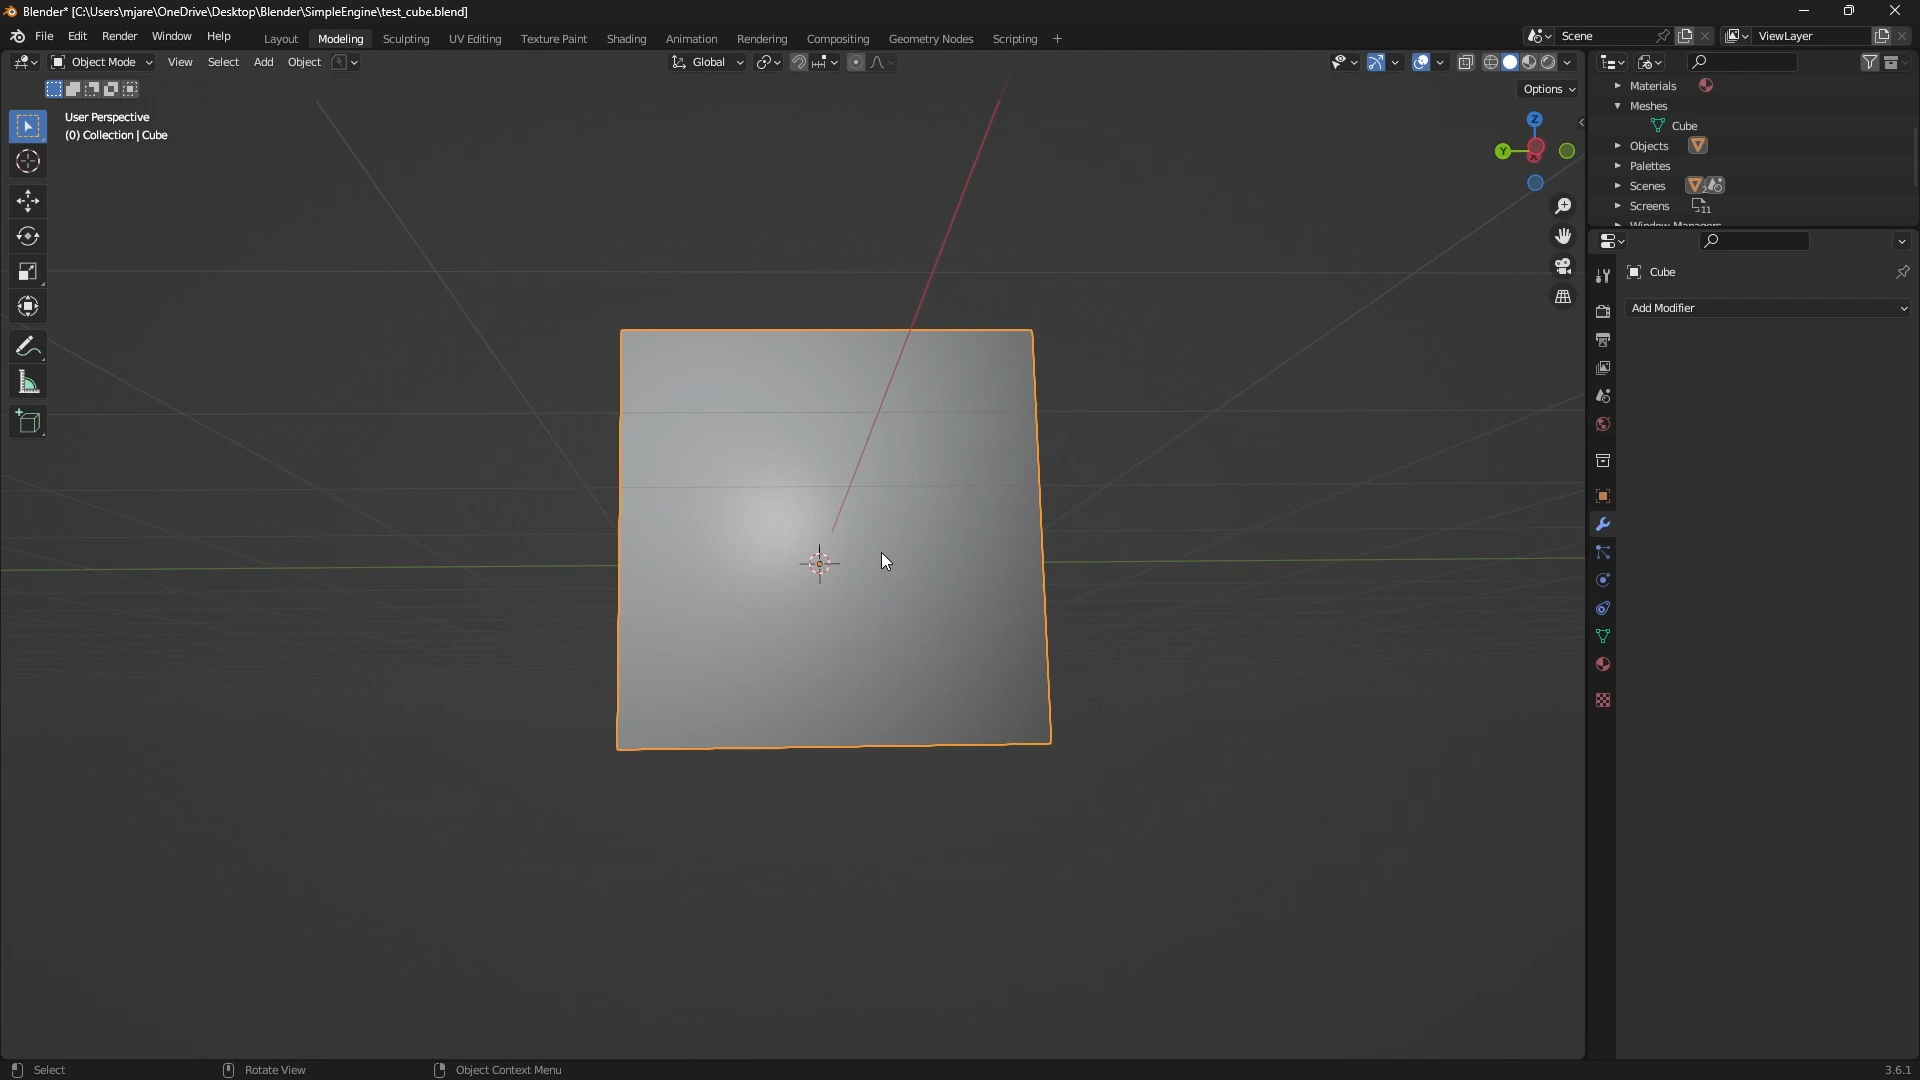 Blender* [C:\Users\mjare\OneDrive\Desktop\Blender\SimpleEngine\test_cube.blend]
File Edit Render Window Help Layout Modeling Sculpting UV Editing Texture Paint Shading Animation Rendering Compositing Geometry Nodes Scripting + Scene ViewLayer
Object Mode View Select Add Object Global
Options
User Perspective
(0) Collection | Cube
Z
Y
X
Materials
Meshes
Cube
Objects
Palettes
Scenes 2
Screens 11
Window Managers
Cube
Add Modifier
Select Rotate View Object Context Menu 3.6.1